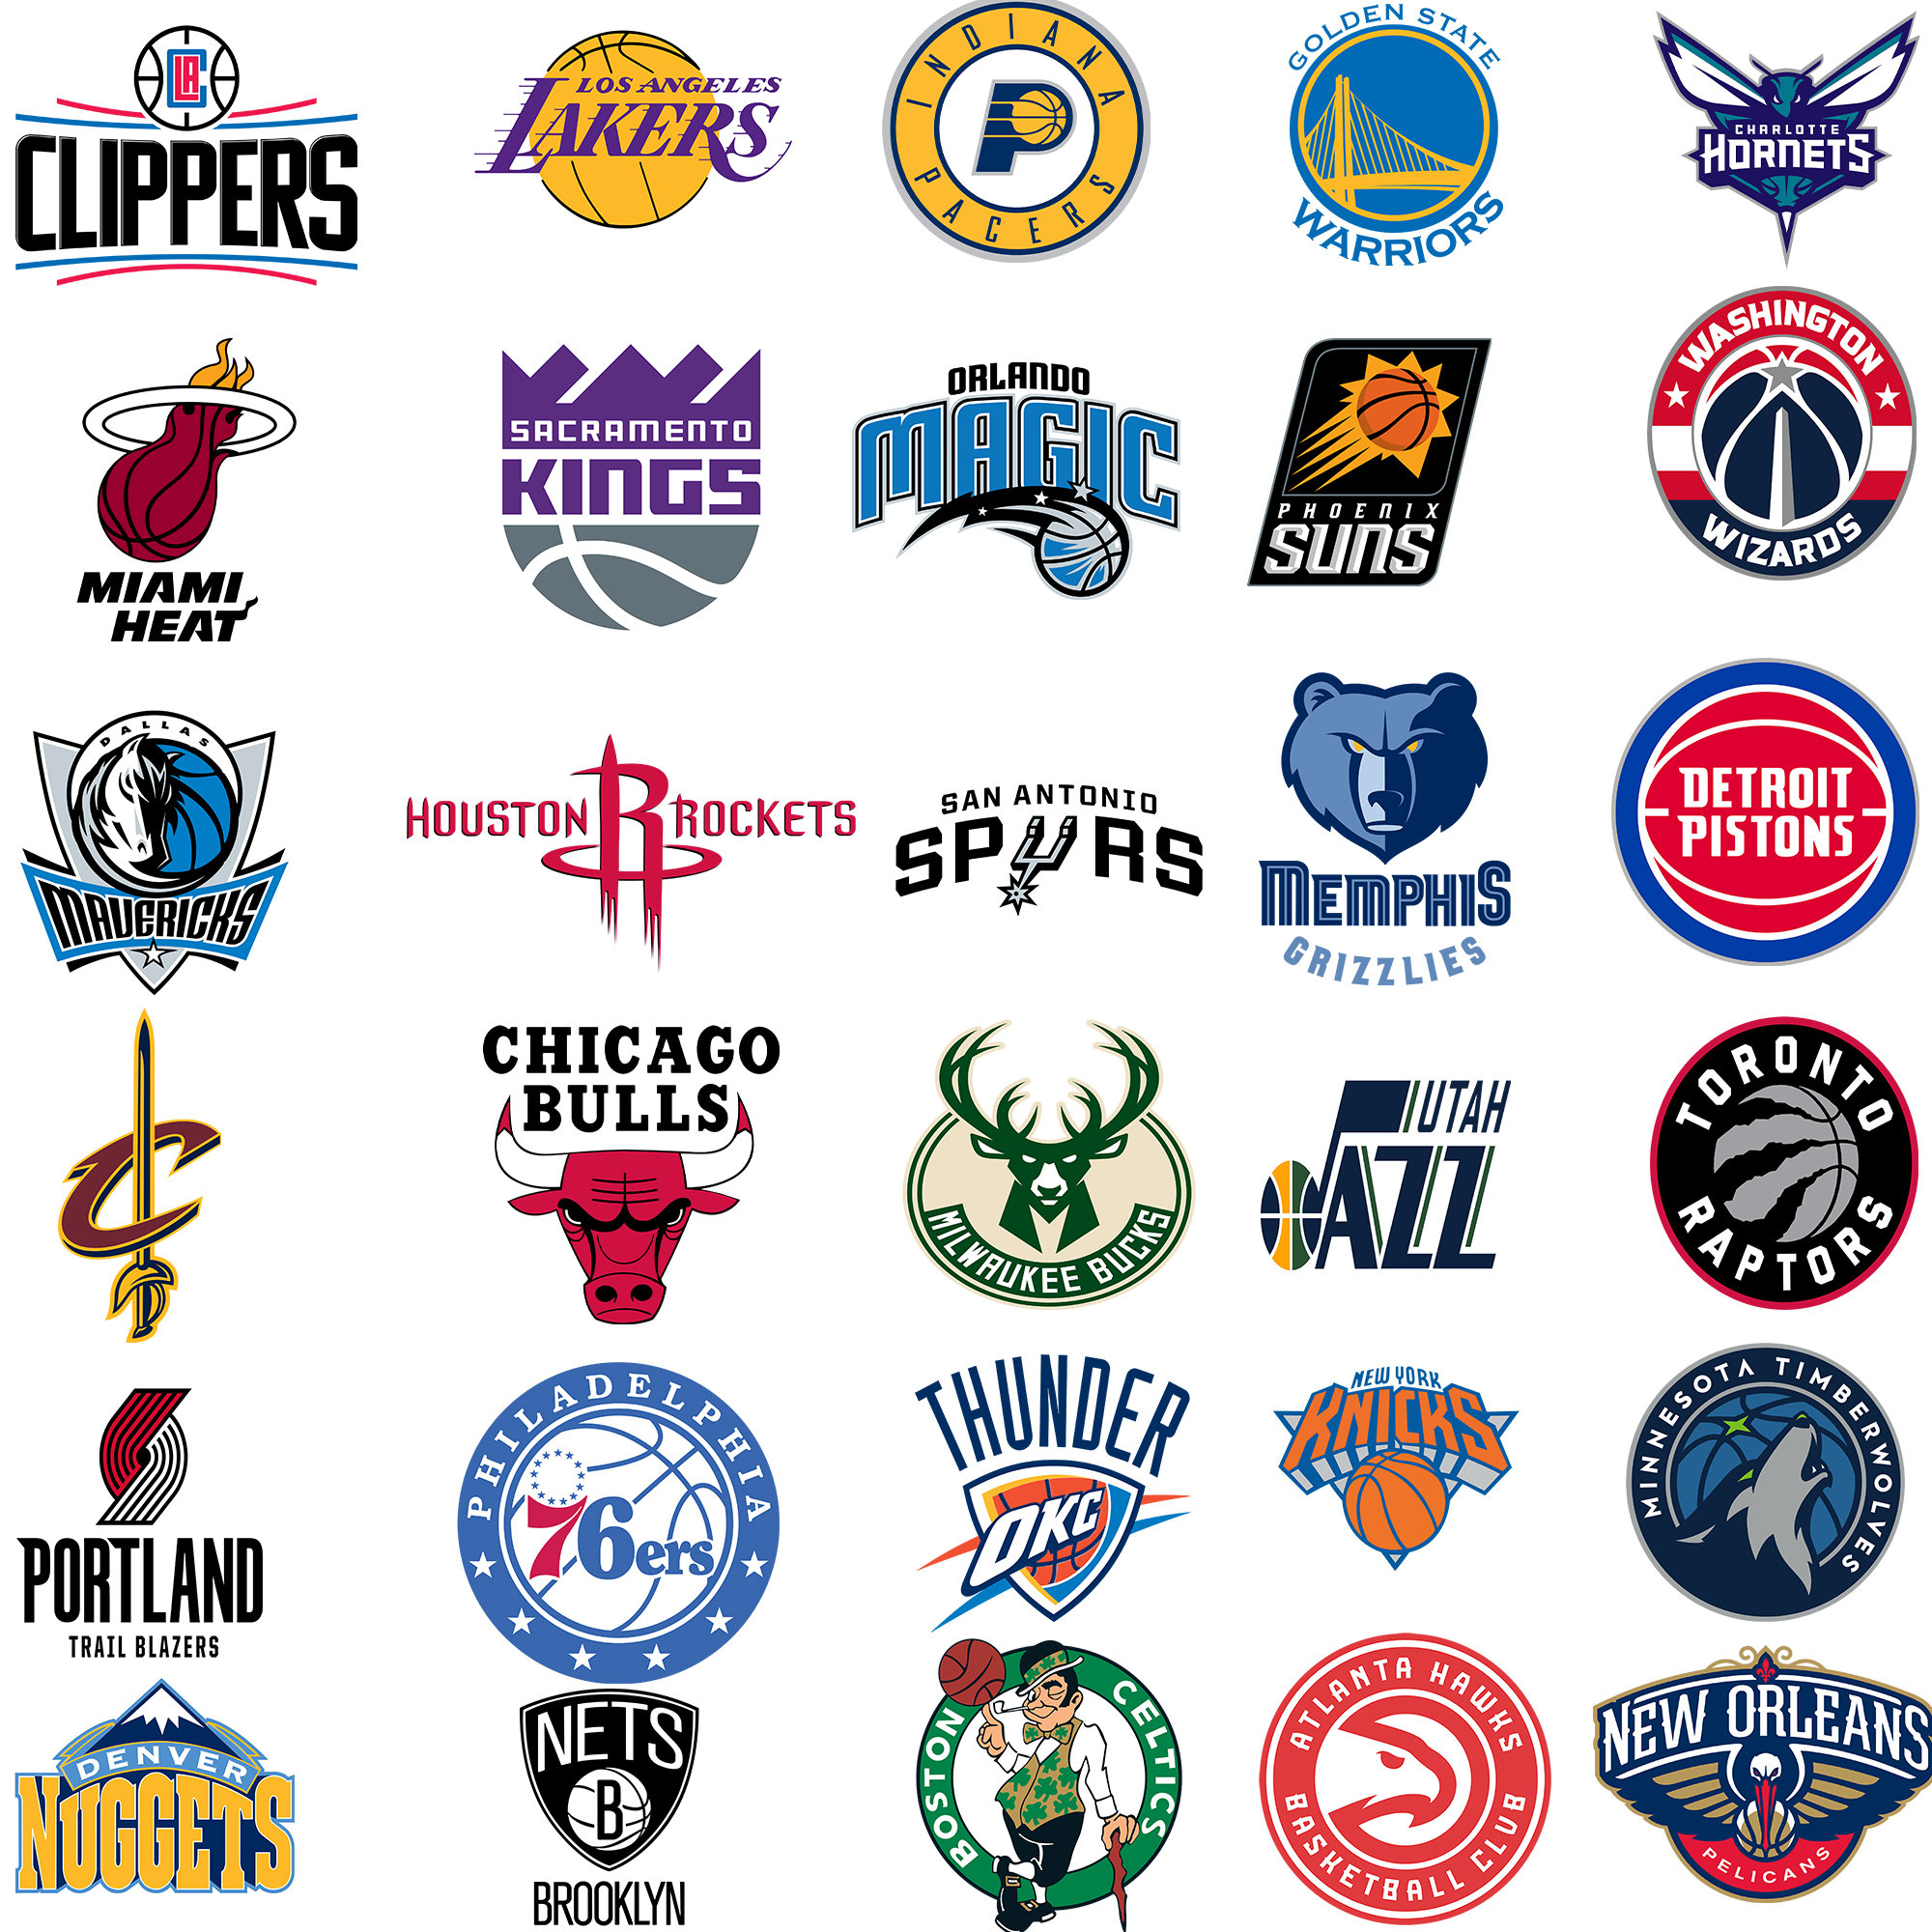 LA
CLIPPERS
LOS ANGELES
LAKERS
INDIANA
P
PACERS
GOLDEN STATE
WARRIORS
CHARLOTTE
HORNETS
MIAMI
HEAT
SACRAMENTO
KINGS
ORLANDO
MAGIC
PHOENIX
SUNS
WASHINGTON
WIZARDS
DALLAS
MAVERICKS
HOUSTON R ROCKETS
SAN ANTONIO
SPURS
MEMPHIS
GRIZZLIES
DETROIT
PISTONS
C
CHICAGO
BULLS
MILWAUKEE BUCKS
UTAH
JAZZ
TORONTO
RAPTORS
PORTLAND
TRAIL BLAZERS
PHILADELPHIA
76ers
THUNDER
OKC
NEW YORK
KNICKS
MINNESOTA TIMBERWOLVES
DENVER
NUGGETS
NETS
B
BROOKLYN
BOSTON
CELTICS
ATLANTA HAWKS
BASKETBALL CLUB
NEW ORLEANS
PELICANS